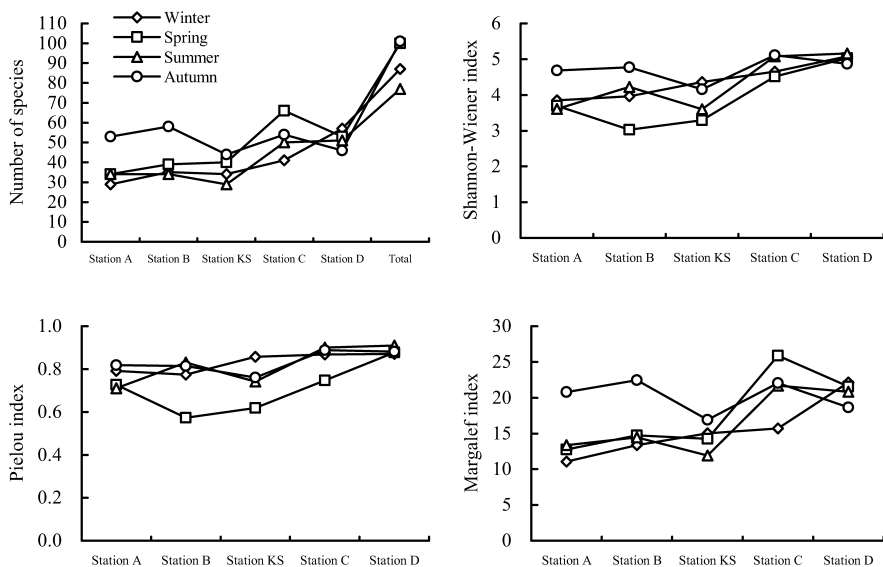 Number of species
110
100
90
80
70
60
50
40
30
20
10
0
Winter
Spring
Summer
Autumn
Station A Station B Station KS Station C Station D Total
Shannon-Wiener index
6
5
4
3
2
1
0
Station A Station B Station KS Station C Station D
Pielou index
1.0
0.8
0.6
0.4
0.2
0.0
Station A Station B Station KS Station C Station D
Margalef index
30
25
20
15
10
5
0
Station A Station B Station KS Station C Station D